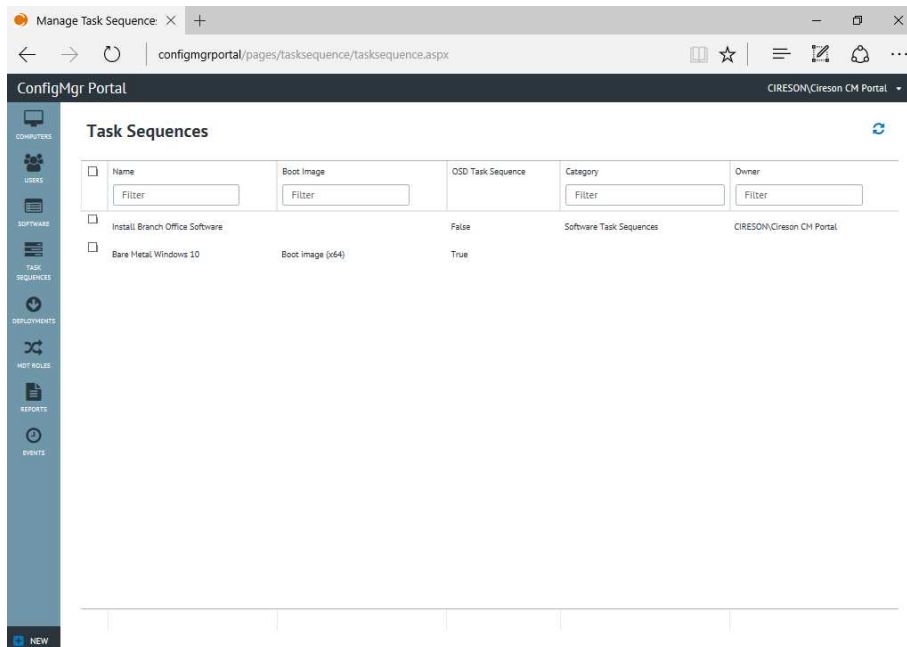 Manage Task Sequence:
configmgrportal/pages/tasksequence/tasksequence.aspx
ConfigMgr Portal
CIRESON\Cireson CM Portal
COMPUTERS
USERS
SOFTWARE
TASK
SEQUENCES
DEPLOYMENTS
MDT ROLES
REPORTS
EVENTS
NEW
Task Sequences
Name Boot Image OSD Task Sequence Category Owner
Filter Filter Filter Filter
Install Branch Office Software False Software Task Sequences CIRESON\Cireson CM Portal
Bare Metal Windows 10 Boot image (x64) True